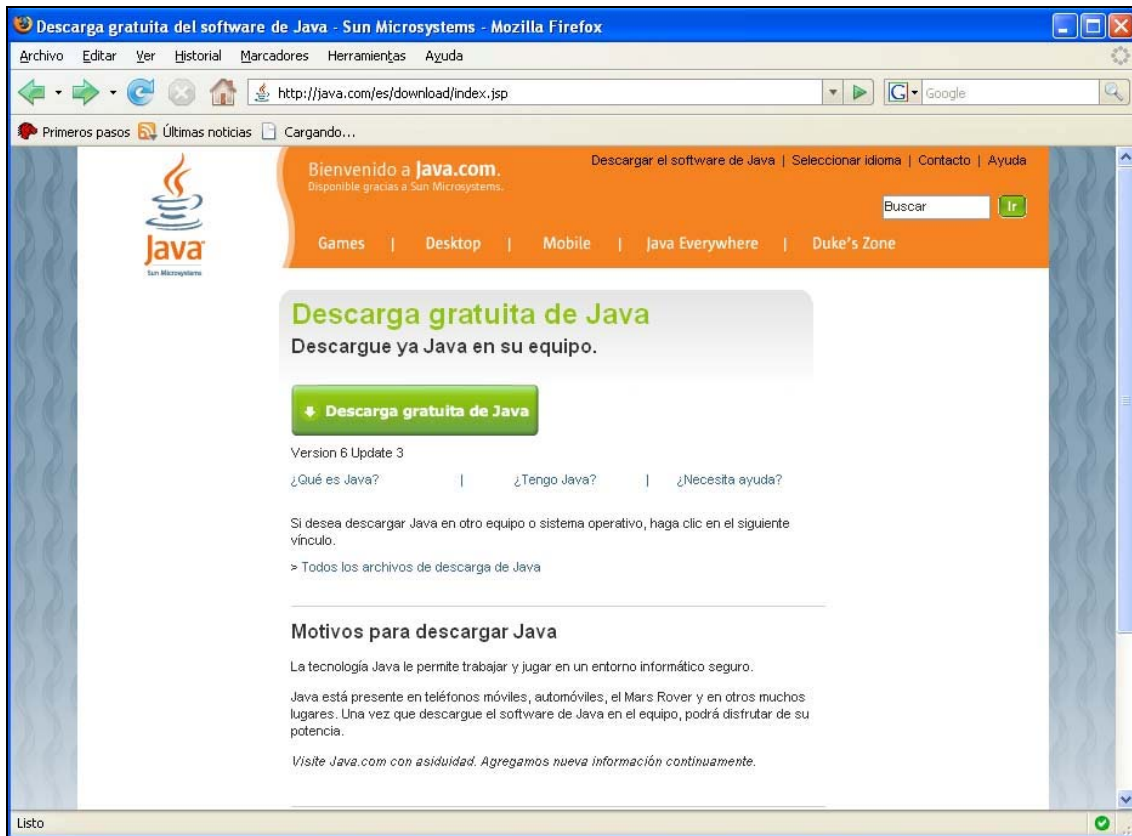 Descarga gratuita del software de Java - Sun Microsystems - Mozilla Firefox
Archivo Editar Ver Historial Marcadores Herramientas Ayuda
http://java.com/es/download/index.jsp
G Google
Primeros pasos Últimas noticias Cargando...
Java
Sun Microsystems
Bienvenido a Java.com.
Disponible gracias a Sun Microsystems.
Descargar el software de Java | Seleccionar idioma | Contacto | Ayuda
Buscar Ir
Games | Desktop | Mobile | Java Everywhere | Duke's Zone
Descarga gratuita de Java
Descargue ya Java en su equipo.
Descarga gratuita de Java
Version 6 Update 3
¿Qué es Java? | ¿Tengo Java? | ¿Necesita ayuda?
Si desea descargar Java en otro equipo o sistema operativo, haga clic en el siguiente
vínculo.
> Todos los archivos de descarga de Java
Motivos para descargar Java
La tecnología Java le permite trabajar y jugar en un entorno informático seguro.
Java está presente en teléfonos móviles, automóviles, el Mars Rover y en otros muchos
lugares. Una vez que descargue el software de Java en el equipo, podrá disfrutar de su
potencia.
Visite Java.com con asiduidad. Agregamos nueva información continuamente.
Listo